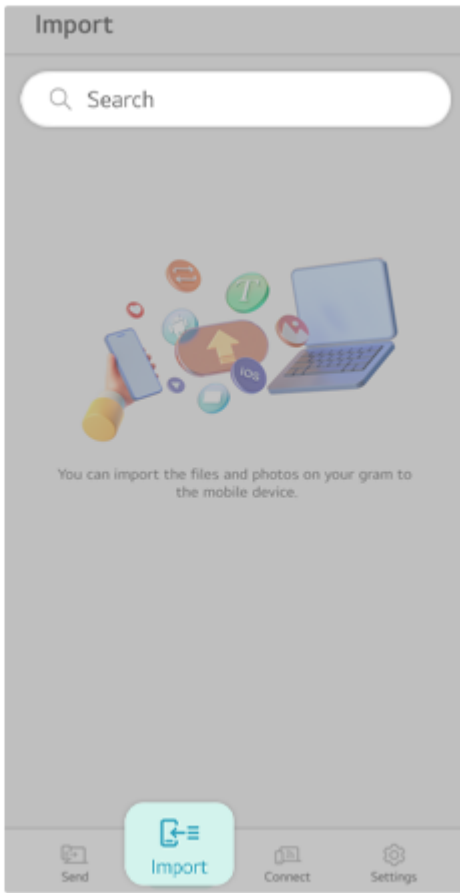 Import
Search
T
iOS
You can import the files and photos on your gram to
the mobile device.
Send
Import
Connect
Settings